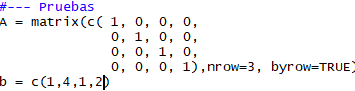 #--- Pruebas
A = matrix(c( 1, 0, 0, 0,
0, 1, 0, 0,
0, 0, 1, 0,
0, 0, 0, 1),nrow=3, byrow=TRUE)
b = c(1,4,1,2)